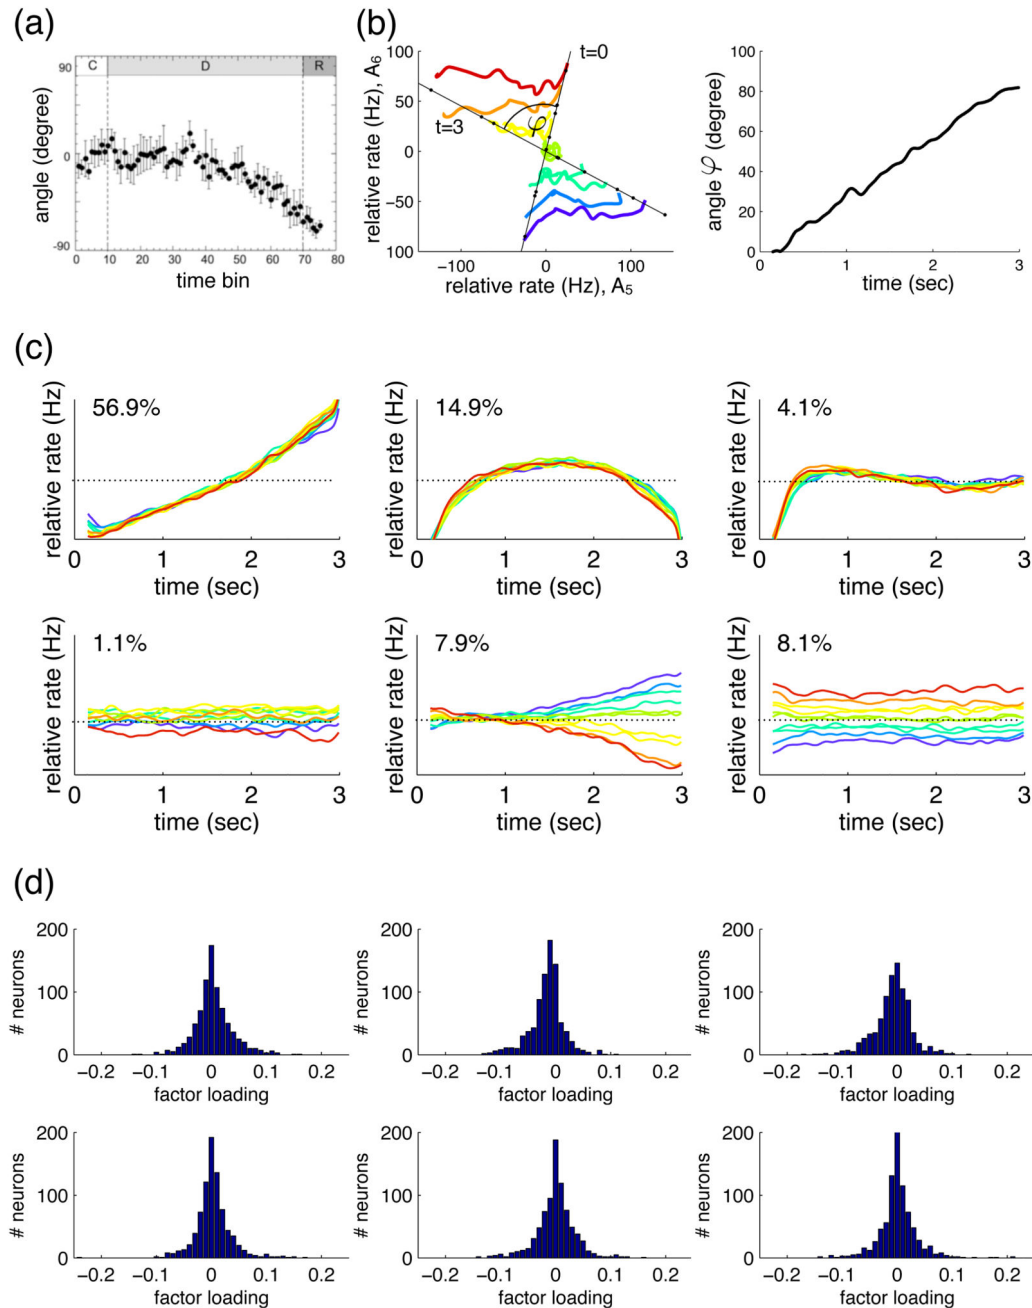 (a)
C D R
90
0
-90
angle (degree)
0 10 20 30 40 50 60 70 80
time bin
(b)
relative rate (Hz), A6
100
50
0
−50
100
t=0
t=3
φ
−100 0 100
relative rate (Hz), A5
angle φ (degree)
100
80
60
40
20
0
0 1 2 3
time (sec)
(c)
relative rate (Hz)
56.9%
0 1 2 3
time (sec)
relative rate (Hz)
14.9%
0 1 2 3
time (sec)
relative rate (Hz)
4.1%
0 1 2 3
time (sec)
relative rate (Hz)
1.1%
0 1 2 3
time (sec)
relative rate (Hz)
7.9%
0 1 2 3
time (sec)
relative rate (Hz)
8.1%
0 1 2 3
time (sec)
(d)
# neurons
200
100
0
−0.2 −0.1 0 0.1 0.2
factor loading
# neurons
200
100
0
−0.2 −0.1 0 0.1 0.2
factor loading
# neurons
200
100
0
−0.2 −0.1 0 0.1 0.2
factor loading
# neurons
200
100
0
−0.2 −0.1 0 0.1 0.2
factor loading
# neurons
200
100
0
−0.2 −0.1 0 0.1 0.2
factor loading
# neurons
200
100
0
−0.2 −0.1 0 0.1 0.2
factor loading